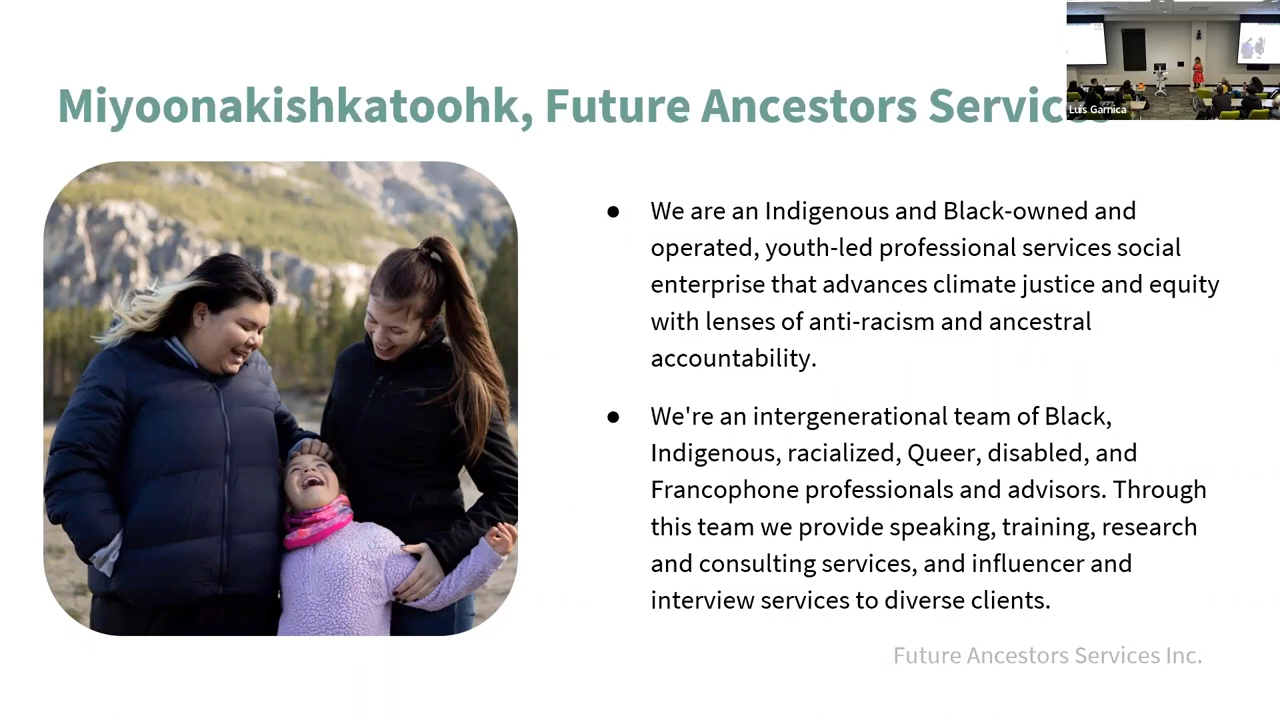 Miyoonakishkatoohk, Future Ancestors Services
Luis Garnica
● We are an Indigenous and Black-owned and
operated, youth-led professional services social
enterprise that advances climate justice and equity
with lenses of anti-racism and ancestral
accountability.
● We're an intergenerational team of Black,
Indigenous, racialized, Queer, disabled, and
Francophone professionals and advisors. Through
this team we provide speaking, training, research
and consulting services, and influencer and
interview services to diverse clients.
Future Ancestors Services Inc.